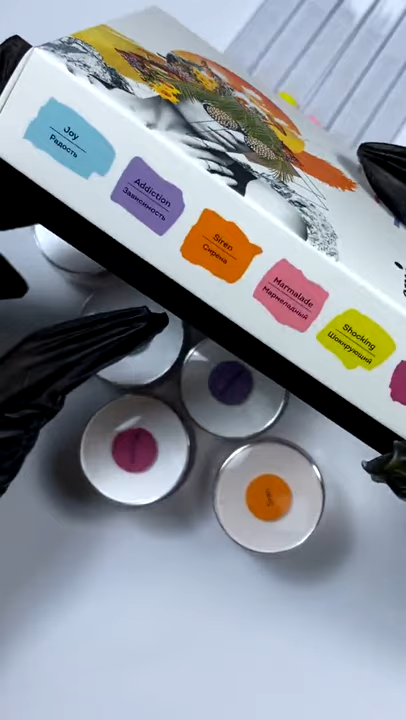 Joy
Радость
Addiction
Зависимость
Siren
Сирена
Marmalade
Мармеладный
Shocking
Шокирующий